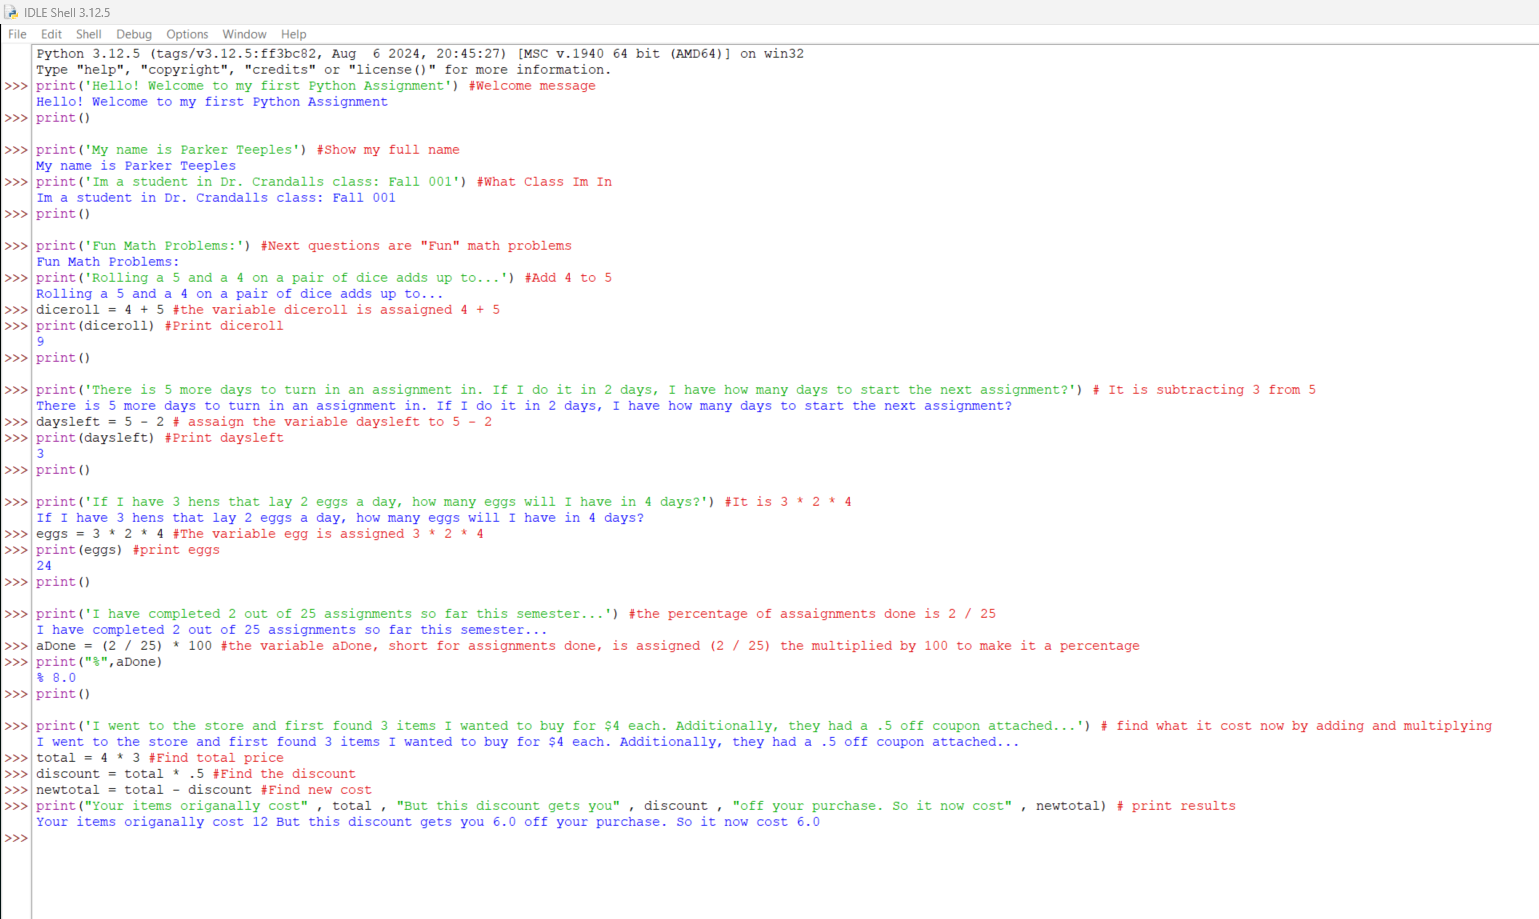 IDLE Shell 3.12.5
File Edit Shell Debug Options Window Help
Python 3.12.5 (tags/v3.12.5:ff3bc82, Aug  6 2024, 20:45:27) [MSC v.1940 64 bit (AMD64)] on win32
Type "help", "copyright", "credits" or "license()" for more information.
>>> print('Hello! Welcome to my first Python Assignment') #Welcome message
Hello! Welcome to my first Python Assignment
>>> print()
>>> print('My name is Parker Teeples') #Show my full name
My name is Parker Teeples
>>> print('Im a student in Dr. Crandalls class: Fall 001') #What Class Im In
Im a student in Dr. Crandalls class: Fall 001
>>> print()
>>> print('Fun Math Problems:') #Next questions are "Fun" math problems
Fun Math Problems:
>>> print('Rolling a 5 and a 4 on a pair of dice adds up to...') #Add 4 to 5
Rolling a 5 and a 4 on a pair of dice adds up to...
>>> diceroll = 4 + 5 #the variable diceroll is assaigned 4 + 5
>>> print(diceroll) #Print diceroll
9
>>> print()
>>> print('There is 5 more days to turn in an assignment in. If I do it in 2 days, I have how many days to start the next assignment?') # It is subtracting 3 from 5
There is 5 more days to turn in an assignment in. If I do it in 2 days, I have how many days to start the next assignment?
>>> daysleft = 5 - 2 # assaign the variable daysleft to 5 - 2
>>> print(daysleft) #Print daysleft
3
>>> print()
>>> print('If I have 3 hens that lay 2 eggs a day, how many eggs will I have in 4 days?') #It is 3 * 2 * 4
If I have 3 hens that lay 2 eggs a day, how many eggs will I have in 4 days?
>>> eggs = 3 * 2 * 4 #The variable egg is assigned 3 * 2 * 4
>>> print(eggs) #print eggs
24
>>> print()
>>> print('I have completed 2 out of 25 assignments so far this semester...') #the percentage of assaignments done is 2 / 25
I have completed 2 out of 25 assignments so far this semester...
>>> aDone = (2 / 25) * 100 #the variable aDone, short for assignments done, is assigned (2 / 25) the multiplied by 100 to make it a percentage
>>> print("%",aDone)
% 8.0
>>> print()
>>> print('I went to the store and first found 3 items I wanted to buy for $4 each. Additionally, they had a .5 off coupon attached...') # find what it cost now by adding and multiplying
I went to the store and first found 3 items I wanted to buy for $4 each. Additionally, they had a .5 off coupon attached...
>>> total = 4 * 3 #Find total price
>>> discount = total * .5 #Find the discount
>>> newtotal = total - discount #Find new cost
>>> print("Your items origanally cost" , total , "But this discount gets you" , discount , "off your purchase. So it now cost" , newtotal) # print results
Your items origanally cost 12 But this discount gets you 6.0 off your purchase. So it now cost 6.0
>>>